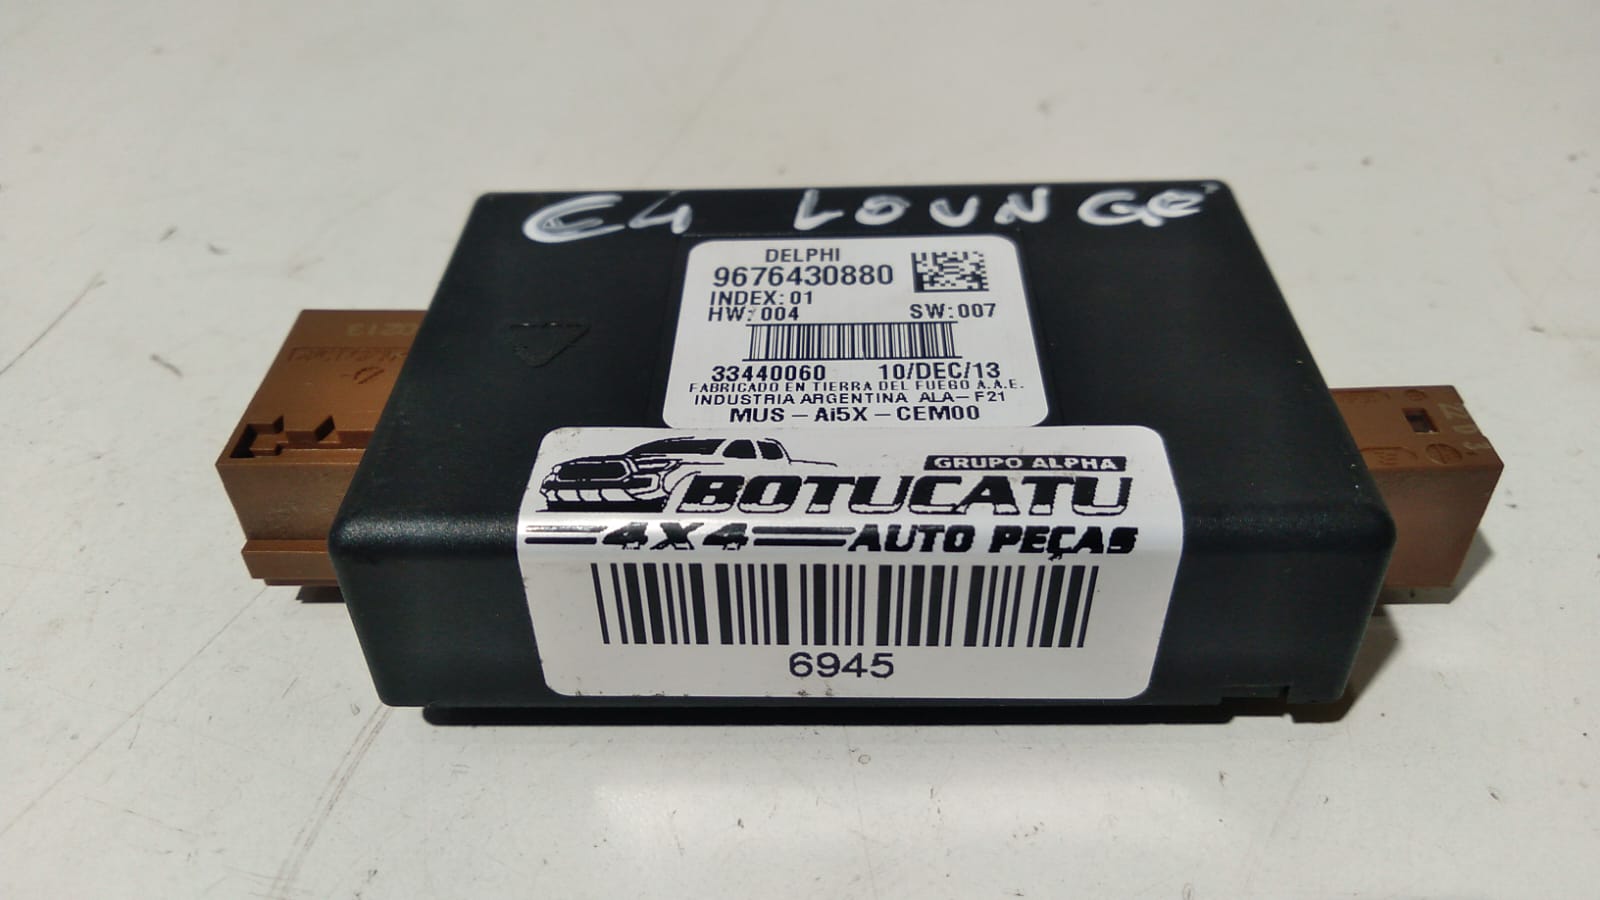 C4 LOUNGE
DELPHI
9676430880
INDEX: 01
HW: 004 SW: 007
33440060 10/DEC/13
FABRICADO EN TIERRA DEL FUEGO A.A.E.
INDUSTRIA ARGENTINA ALA-F21
MUS-Ai5X-CEM00
GRUPO ALPHA
BOTUCATU
4X4 AUTO PEÇAS
6945